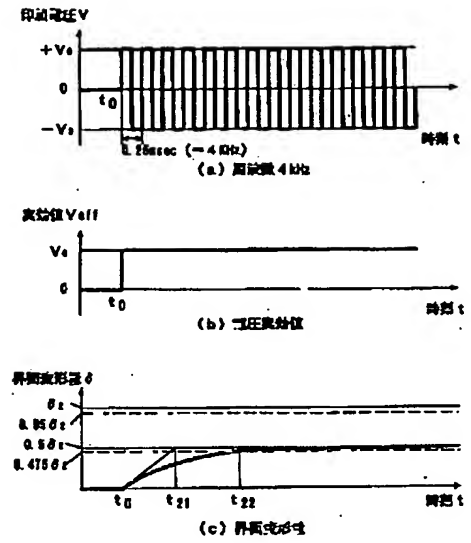 印加電圧V
+V₀
0
t₀
−V₀
時刻 t
0.25msec (=4KHz)
(a) 周波数4kHz
実効値Veff
V₀
0
t₀
時刻 t
(b) 電圧実効値
界面変形量 δ
δ₂
0.95δ₂
0.5δ₂
0.475δ₂
t₀
t₂₁
t₂₂
時刻 t
(c) 界面変形量